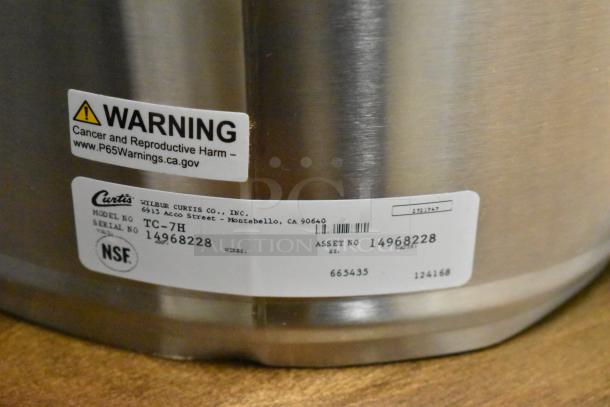 WARNING
Cancer and Reproductive Harm –
www.P65Warnings.ca.gov
Curtis
WILBUR CURTIS CO., INC.
6913 Acco Street - Montebello, CA 90640
MODEL NO TC-7H
SERIAL NO 14968228
ASSET NO 14968228
NSF
665435
124168
PCI
AUCTION GROUP